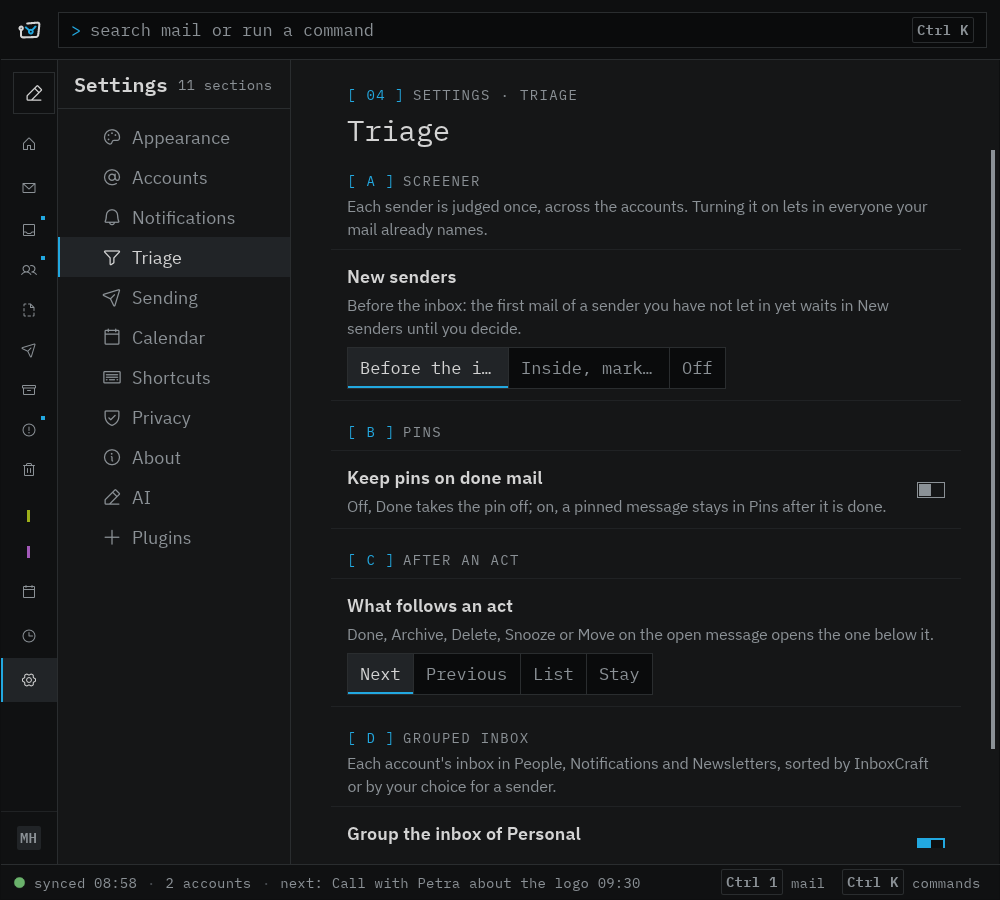 > search mail or run a command Ctrl K
Settings 11 sections
Appearance
Accounts
Notifications
Triage
Sending
Calendar
Shortcuts
Privacy
About
AI
Plugins
MH
[ 04 ] SETTINGS · TRIAGE
Triage
[ A ] SCREENER
Each sender is judged once, across the accounts. Turning it on lets in everyone your
mail already names.
New senders
Before the inbox: the first mail of a sender you have not let in yet waits in New
senders until you decide.
Before the i… Inside, mark… Off
[ B ] PINS
Keep pins on done mail
Off, Done takes the pin off; on, a pinned message stays in Pins after it is done.
[ C ] AFTER AN ACT
What follows an act
Done, Archive, Delete, Snooze or Move on the open message opens the one below it.
Next Previous List Stay
[ D ] GROUPED INBOX
Each account's inbox in People, Notifications and Newsletters, sorted by InboxCraft
or by your choice for a sender.
Group the inbox of Personal
synced 08:58 · 2 accounts · next: Call with Petra about the logo 09:30 Ctrl 1 mail Ctrl K commands